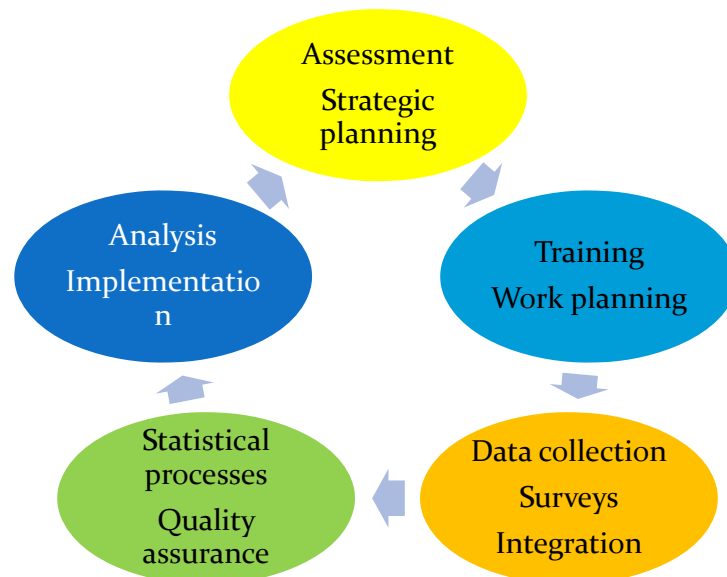 Assessment
Strategic
planning
Training
Work planning
Data collection
Surveys
Integration
Statistical
processes
Quality
assurance
Analysis
Implementatio
n